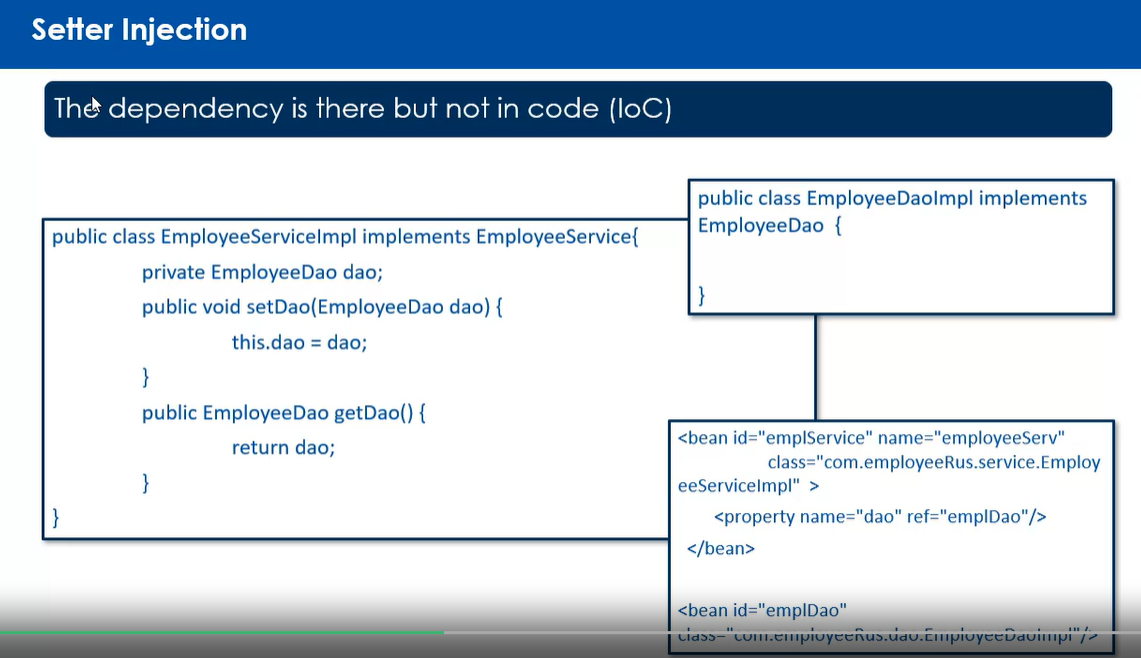 Setter Injection
The dependency is there but not in code (IoC)
public class EmployeeServiceImpl implements EmployeeService{
private EmployeeDao dao;
public void setDao(EmployeeDao dao) {
this.dao = dao;
}
public EmployeeDao getDao() {
return dao;
}
}
public class EmployeeDaoImpl implements
EmployeeDao {
}
<bean id="emplService" name="employeeServ"
class="com.employeeRus.service.Employ
eeServiceImpl" >
<property name="dao" ref="emplDao"/>
</bean>
<bean id="emplDao"
class="com.employeeRus.dao.EmployeeDaoImpl"/>